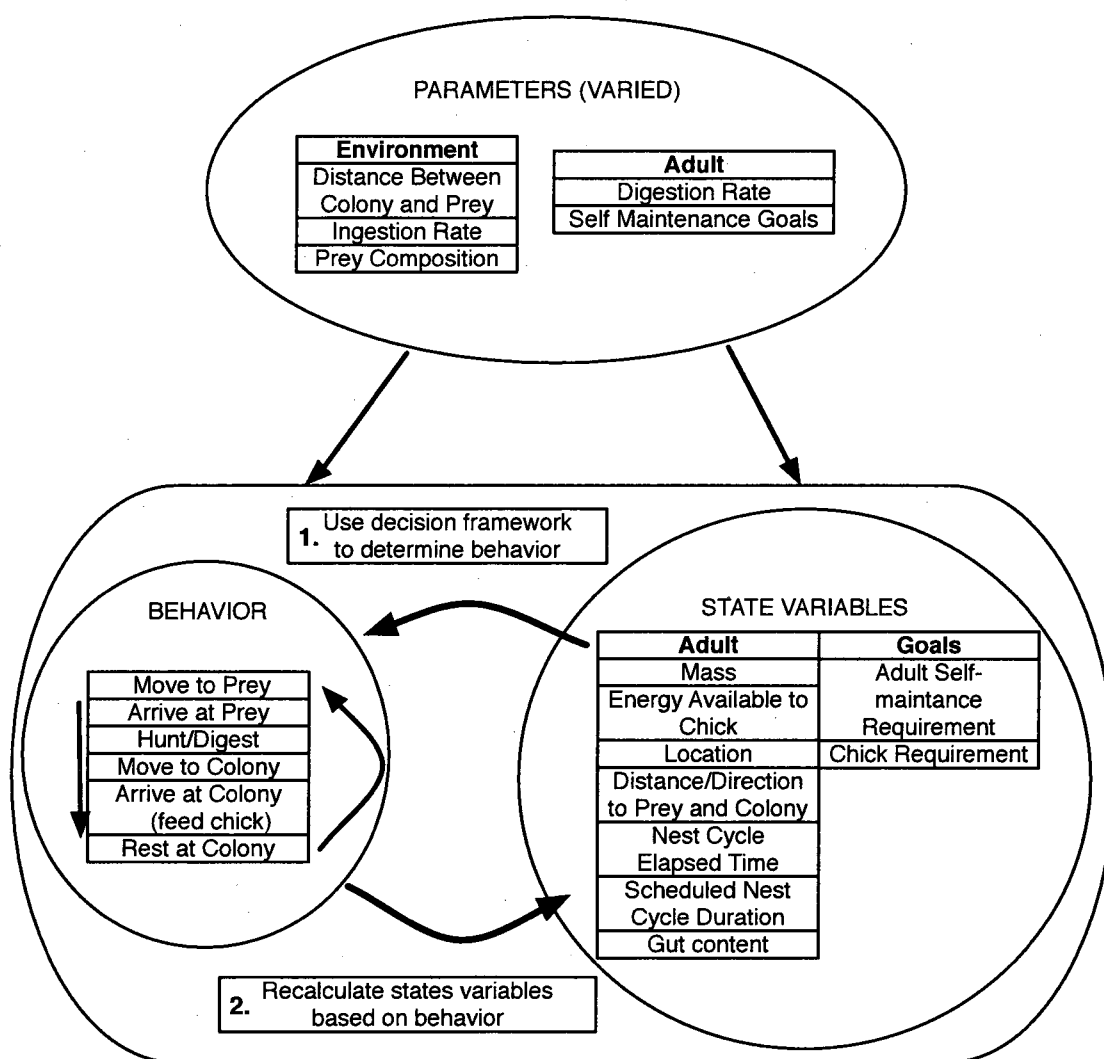 PARAMETERS (VARIED)
Environment
Distance Between
Colony and Prey
Ingestion Rate
Prey Composition
Adult
Digestion Rate
Self Maintenance Goals
1. Use decision framework
to determine behavior
BEHAVIOR
Move to Prey
Arrive at Prey
Hunt/Digest
Move to Colony
Arrive at Colony
(feed chick)
Rest at Colony
STATE VARIABLES
Adult
Mass
Energy Available to
Chick
Location
Distance/Direction
to Prey and Colony
Nest Cycle
Elapsed Time
Scheduled Nest
Cycle Duration
Gut content
Goals
Adult Self-
maintance
Requirement
Chick Requirement
2. Recalculate states variables
based on behavior